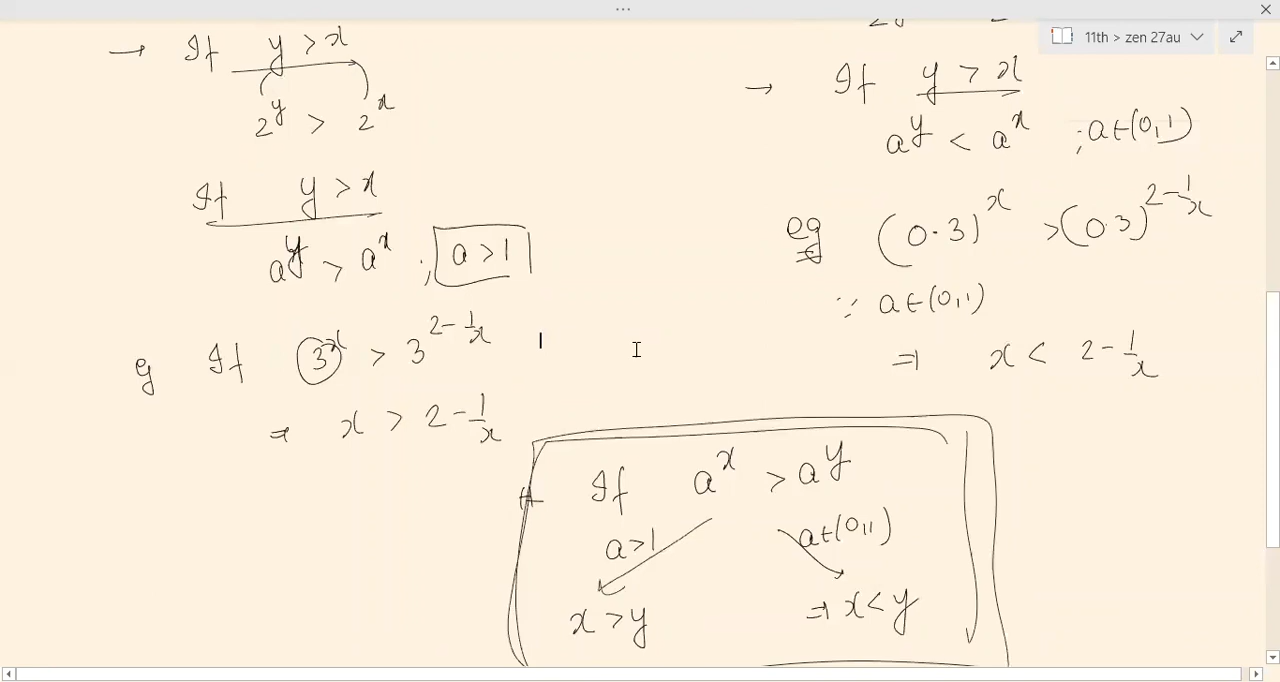 11th > zen 27au
→ If y > x
2^y > 2^x
If y > x
a^y > a^x ; a > 1
g If 3^x > 3^{2 - 1/x}
⇒ x > 2 - 1/x
→ If y > x
a^y < a^x ; a ∈ (0,1)
eg (0.3)^x > (0.3)^{2 - 1/x}
∵ a ∈ (0,1)
⇒ x < 2 - 1/x
If a^x > a^y
a > 1 a ∈ (0,1)
x > y ⇒ x < y